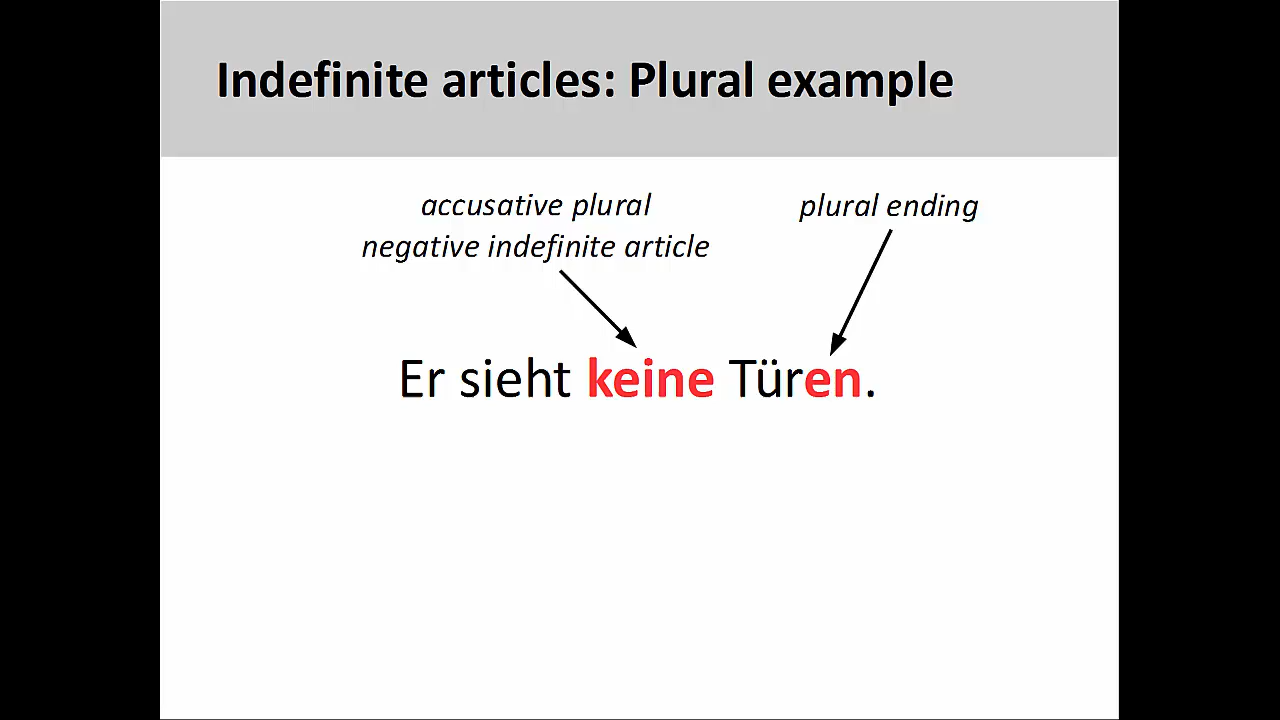 Indefinite articles: Plural example
accusative plural
negative indefinite article
plural ending
Er sieht keine Türen.